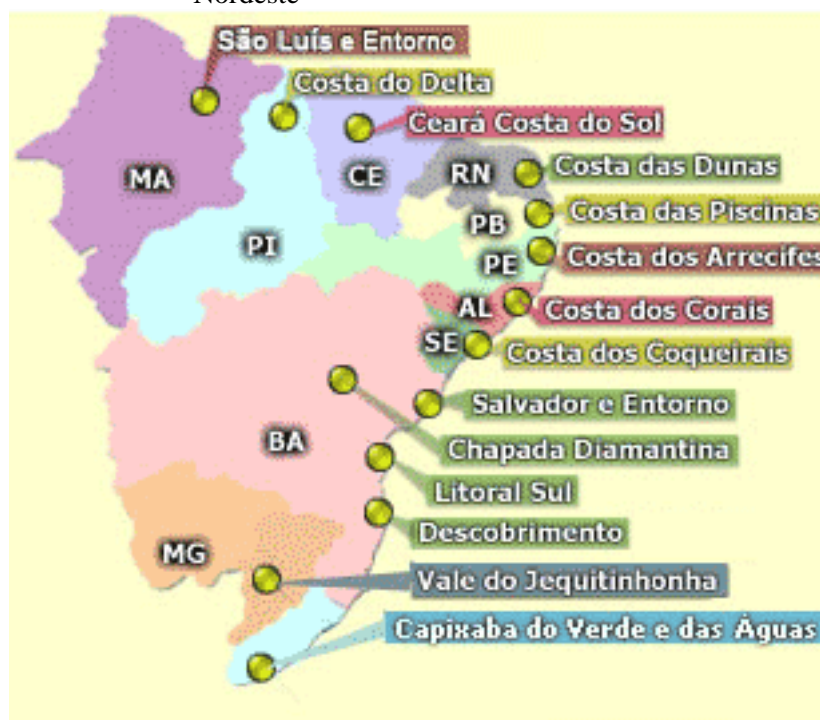 Nordeste
São Luís e Entorno
Costa do Delta
Ceará Costa do Sol
MA
CE
RN
Costa das Dunas
Costa das Piscinas
PB
PI
PE
Costa dos Arrecifes
AL
Costa dos Corais
SE
Costa dos Coqueirais
Salvador e Entorno
BA
Chapada Diamantina
Litoral Sul
Descobrimento
MG
Vale do Jequitinhonha
Capixaba do Verde e das Águas